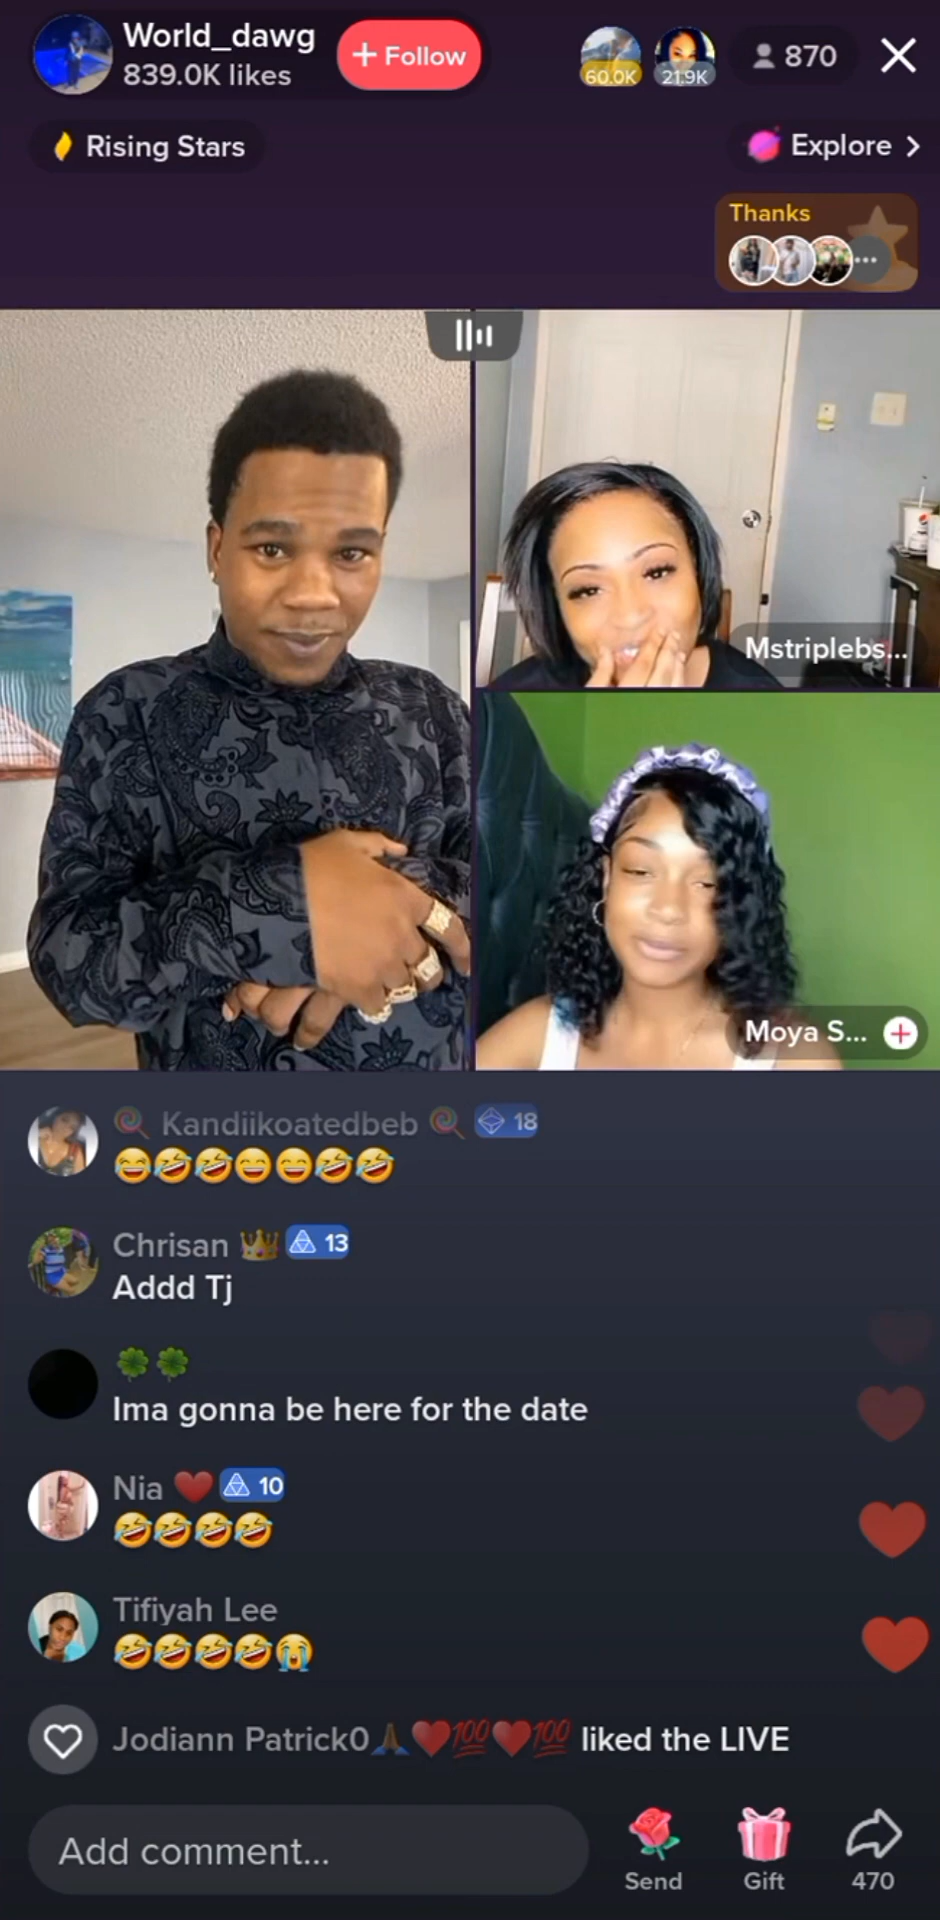 World_dawg
839.0K likes
+ Follow
60.0K
21.9K
870
Rising Stars
Explore >
Thanks
Mstriplebs...
Moya S...
🍭 Kandiikoatedbeb 🍭 18
😂🤣🤣😄😄🤣🤣
Chrisan 👑 13
Addd Tj
🍀🍀
Ima gonna be here for the date
Nia ❤️ 10
🤣🤣🤣🤣
Tifiyah Lee
🤣🤣🤣🤣😭
Jodiann Patrick0🙏🏾❤️💯❤️💯 liked the LIVE
Add comment...
Send
Gift
470